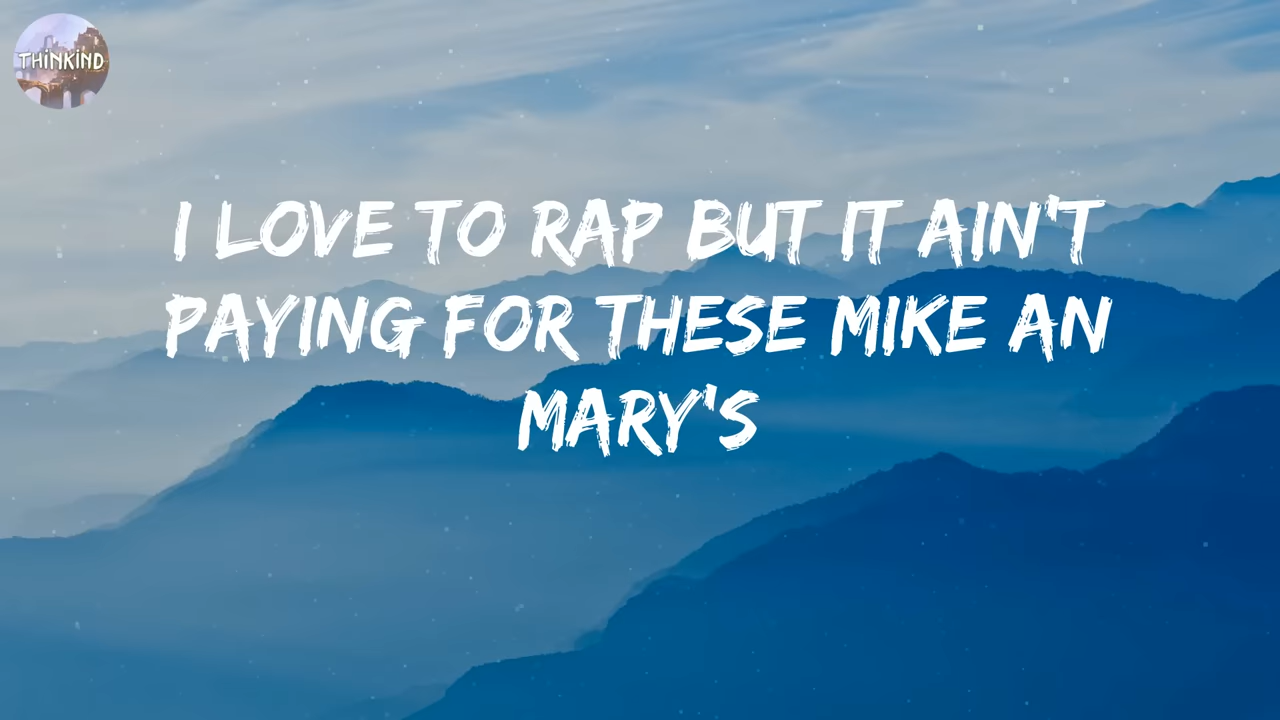 THINKIND
I LOVE TO RAP BUT IT AIN'T
PAYING FOR THESE MIKE AN
MARY'S